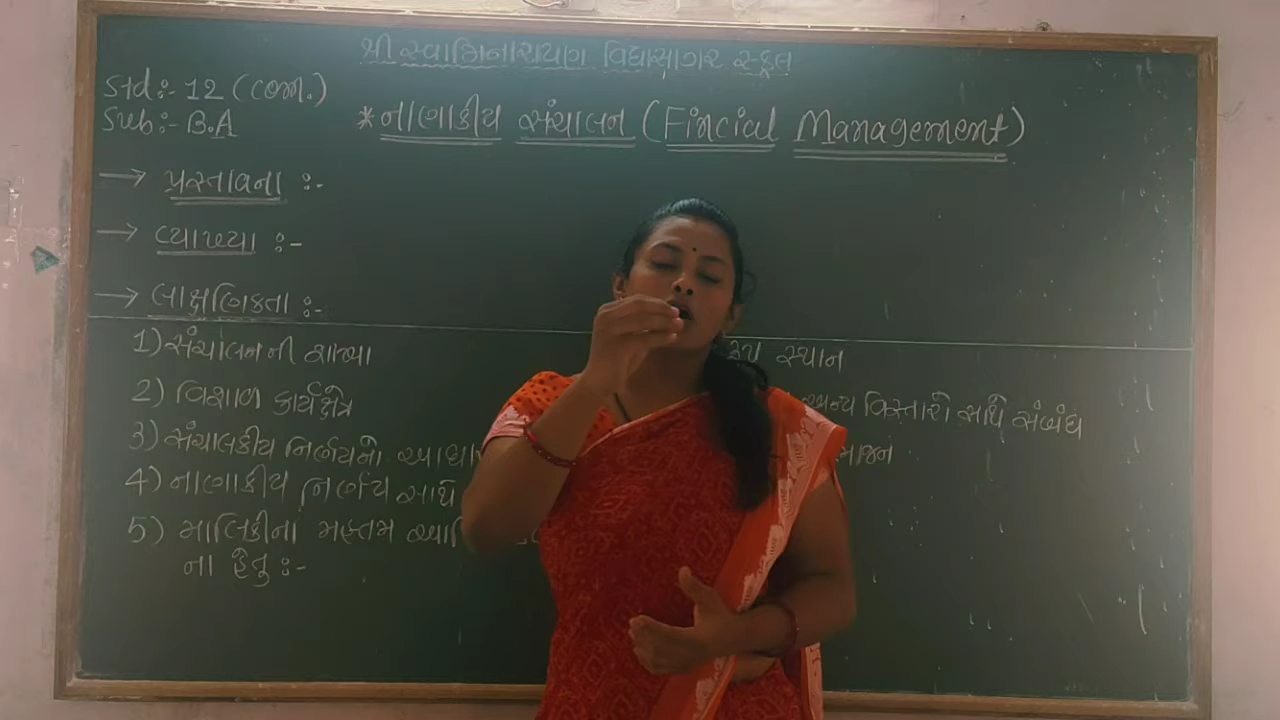 શ્રી સ્વામિનારાયણ વિદ્યાસાગર સ્કૂલ
Std :- 12 (com.)
Sub :- B.A
* નાણાકીય સંચાલન (Fincial Management)
→ પ્રસ્તાવના :-
→ વ્યાખ્યા :-
→ લાક્ષણિકતા :-
1) સંચાલનની શાખા
2) વિશાળ કાર્યક્ષેત્ર
3) સંચાલકીય નિર્ણયનો
4) નાણાકીય નિર્ણય સાથે
5) માલિકીના મહત્તમ
ના હેતુ :-
સ્થાન
અન્ય વિસ્તારો સાથે સંબંધ